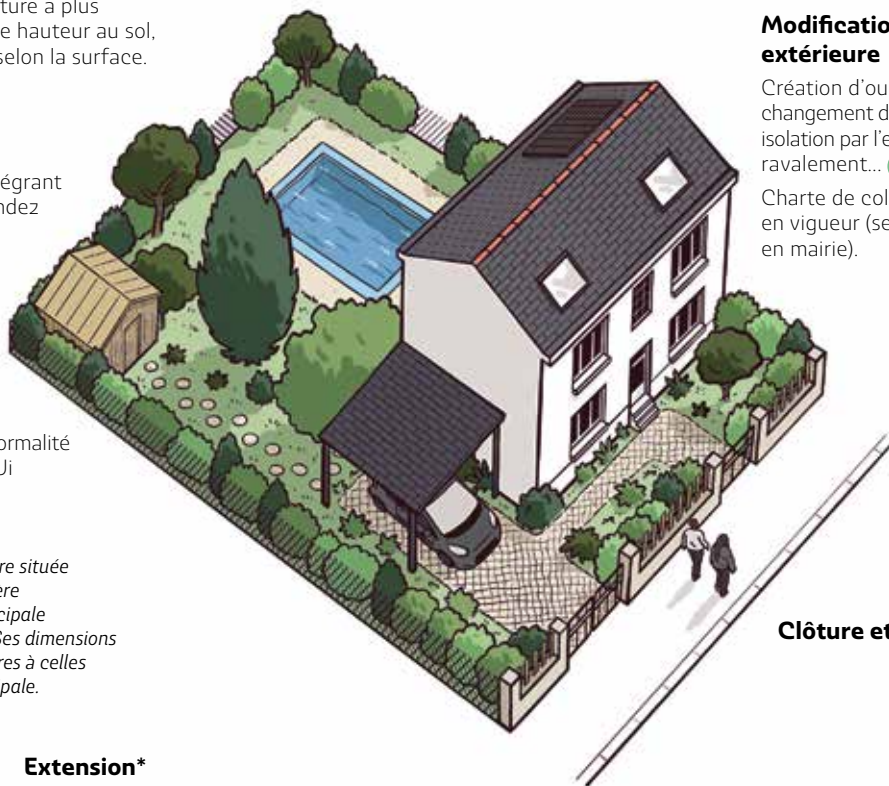 ture à plus
e hauteur au sol,
selon la surface.
égrant
ndez
ormalité
Ui
re située
ère
cipale
Ses dimensions
res à celles
pale.
Extension*
Modificatio
extérieure
Création d'ou
changement d
isolation par l'e
ravalement...
Charte de col
en vigueur (se
en mairie).
Clôture et